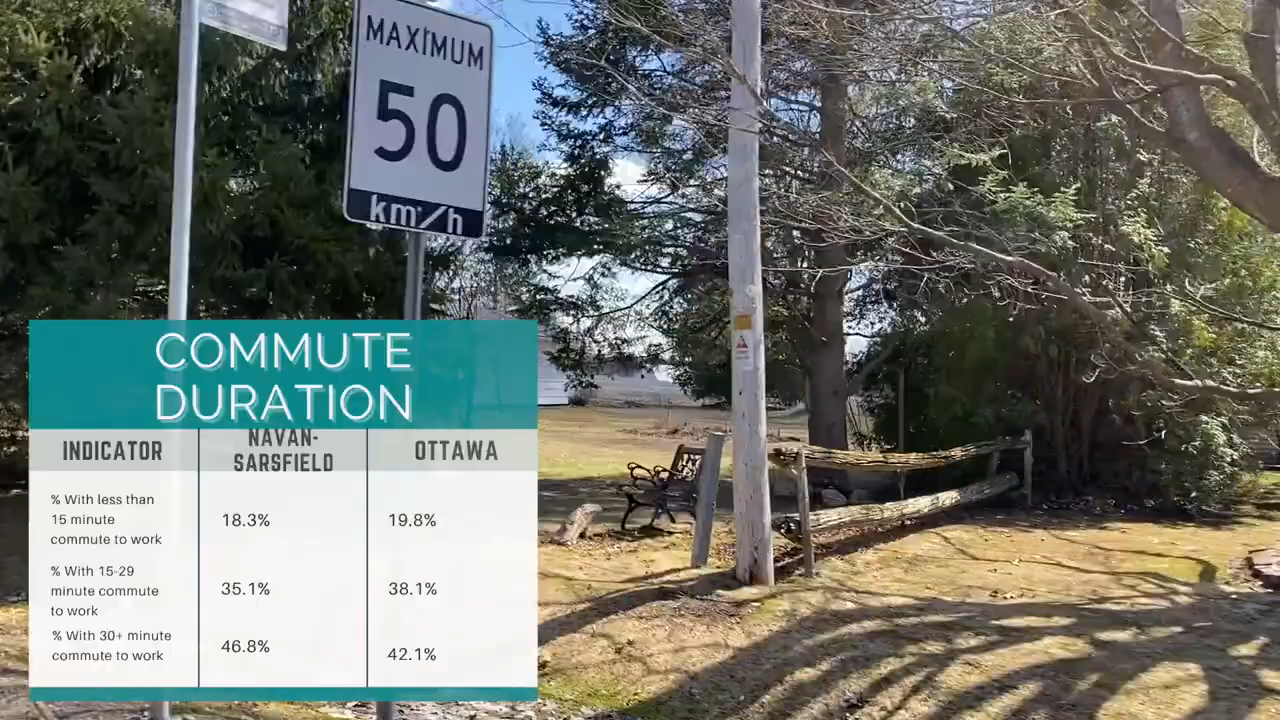 MAXIMUM
50
km/h
COMMUTE
DURATION
INDICATOR
NAVAN-
SARSFIELD
OTTAWA
% With less than
15 minute
commute to work
18.3%
19.8%
% With 15-29
minute commute
to work
35.1%
38.1%
% With 30+ minute
commute to work
46.8%
42.1%